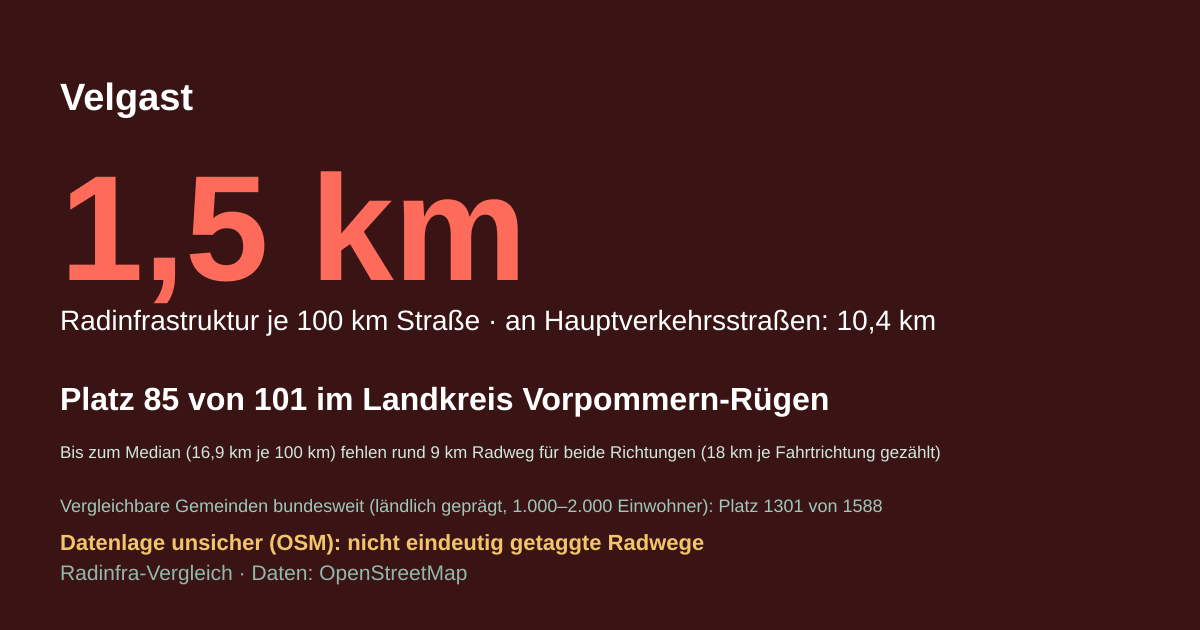 Velgast
1,5 km
Radinfrastruktur je 100 km Straße · an Hauptverkehrsstraßen: 10,4 km
Platz 85 von 101 im Landkreis Vorpommern-Rügen
Bis zum Median (16,9 km je 100 km) fehlen rund 9 km Radweg für beide Richtungen (18 km je Fahrtrichtung gezählt)
Vergleichbare Gemeinden bundesweit (ländlich geprägt, 1.000–2.000 Einwohner): Platz 1301 von 1588
Datenlage unsicher (OSM): nicht eindeutig getaggte Radwege
Radinfra-Vergleich · Daten: OpenStreetMap